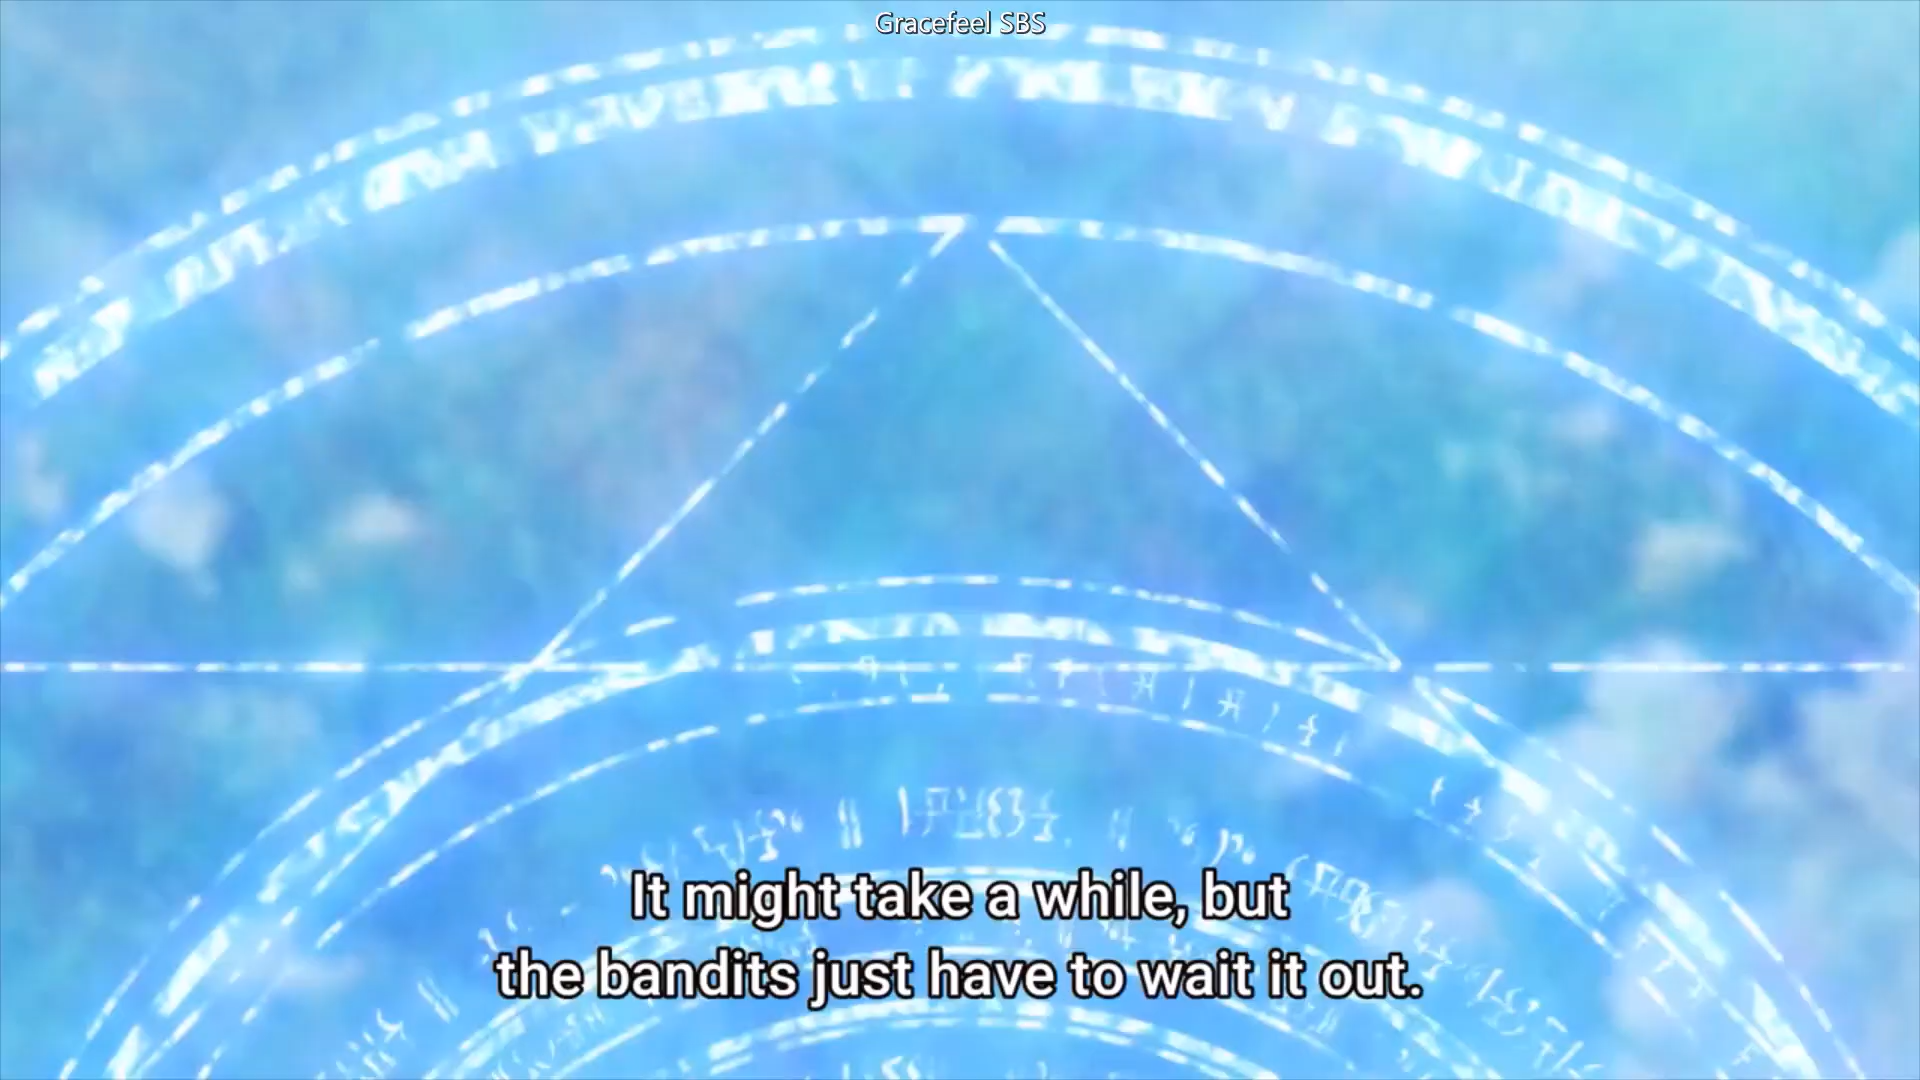 Gracefeel SBS
It might take a while, but
the bandits just have to wait it out.